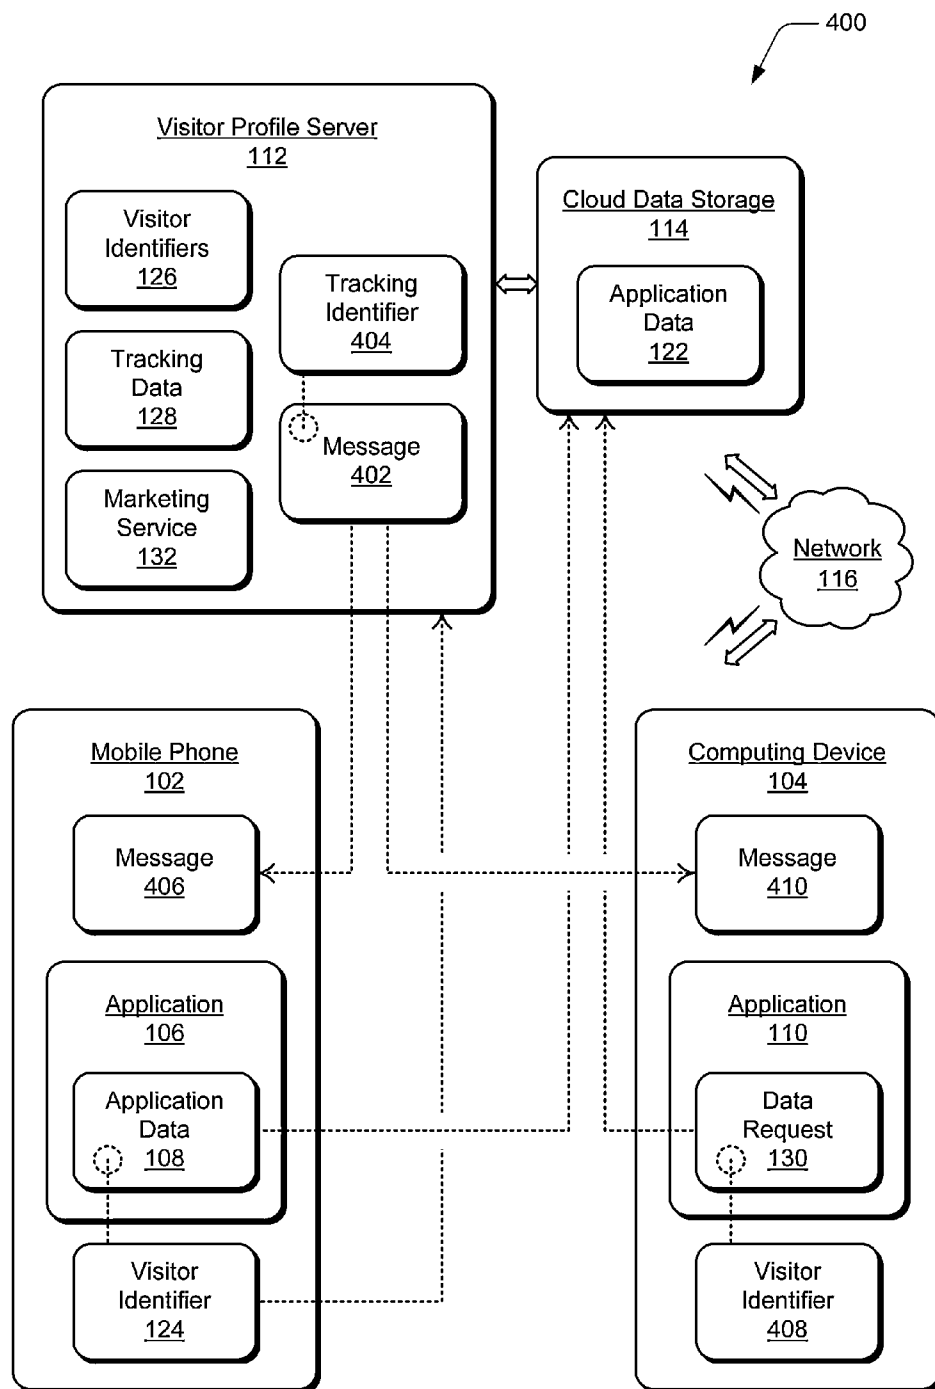 400
Visitor Profile Server
112
Visitor
Identifiers
126
Tracking
Data
128
Marketing
Service
132
Tracking
Identifier
404
Message
402
Cloud Data Storage
114
Application
Data
122
Network
116
Mobile Phone
102
Message
406
Application
106
Application
Data
108
Visitor
Identifier
124
Computing Device
104
Message
410
Application
110
Data
Request
130
Visitor
Identifier
408